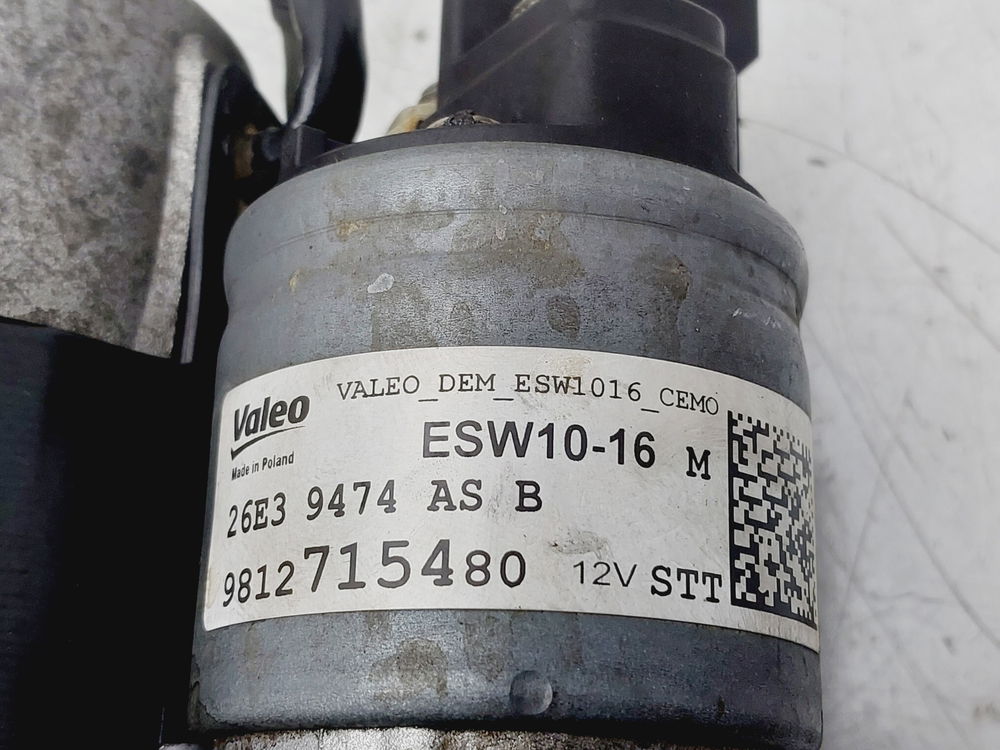 VALEO_DEM_ESW1016_CEMO
Valeo
Made in Poland
ESW10-16 M
26E3 9474 AS B
9812715480 12V STT